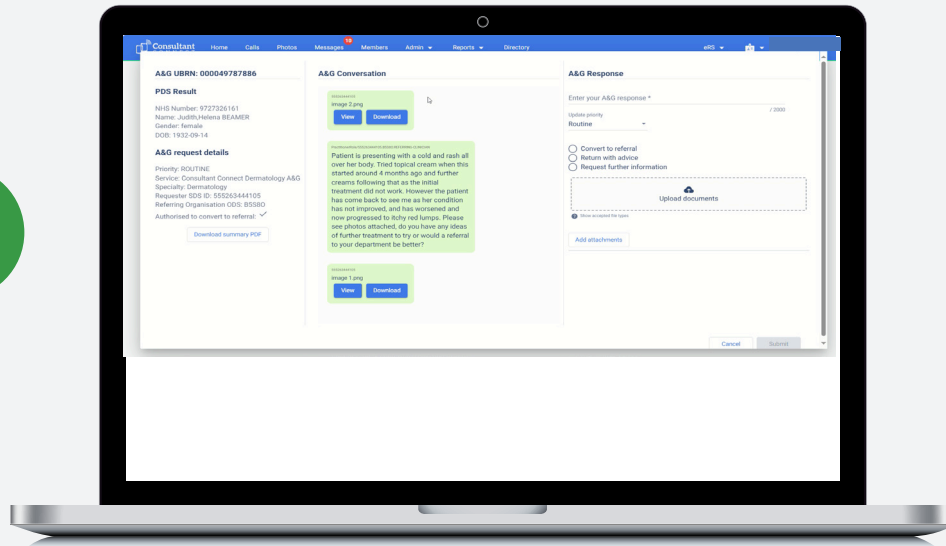 Consultant
Home
Calls
Photos
Messages
10
Members
Admin
Reports
Directory
eRS
A&G UBRN: 000049787886
PDS Result
NHS Number: 9727326161
Name: Judith,Helena BEAMER
Gender: female
DOB: 1932-09-14
A&G request details
Priority: ROUTINE
Service: Consultant Connect Dermatology A&G
Specialty: Dermatology
Requester SDS ID: 555263444105
Referring Organisation ODS: B5S8O
Authorised to convert to referral:
Download summary PDF
A&G Conversation
image 2.png
View
Download
Patient is presenting with a cold and rash all
over her body. Tried topical cream when this
started around 4 months ago and further
creams following that as the initial
treatment did not work. However the patient
has come back to see me as her condition
has not improved, and has worsened and
now progressed to itchy red lumps. Please
see photos attached, do you have any ideas
of further treatment to try or would a referral
to your department be better?
image 1.png
View
Download
A&G Response
Enter your A&G response *
/ 2000
Update priority
Routine
Convert to referral
Return with advice
Request further information
Upload documents
Show accepted file types
Add attachments
Cancel
Submit